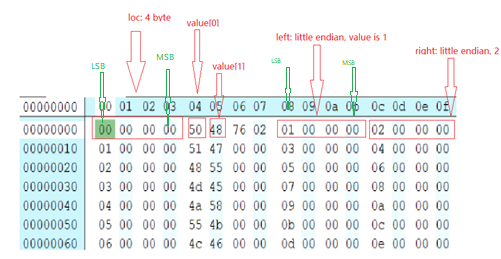 loc: 4 byte
value[0]
left: little endian, value is 1
right: little endian, 2
LSB
MSB
value[1]
LSB
MSB
00000000 00 01 02 03 04 05 06 07 08 09 0a 0b 0c 0d 0e 0f
00000000 00 00 00 00 50 48 76 02 01 00 00 00 02 00 00 00
00000010 01 00 00 00 51 47 00 00 03 00 00 00 04 00 00 00
00000020 02 00 00 00 48 55 00 00 05 00 00 00 06 00 00 00
00000030 03 00 00 00 4d 45 00 00 07 00 00 00 08 00 00 00
00000040 04 00 00 00 4a 58 00 00 09 00 00 00 0a 00 00 00
00000050 05 00 00 00 55 4b 00 00 0b 00 00 00 0c 00 00 00
00000060 06 00 00 00 4c 46 00 00 0d 00 00 00 0e 00 00 00